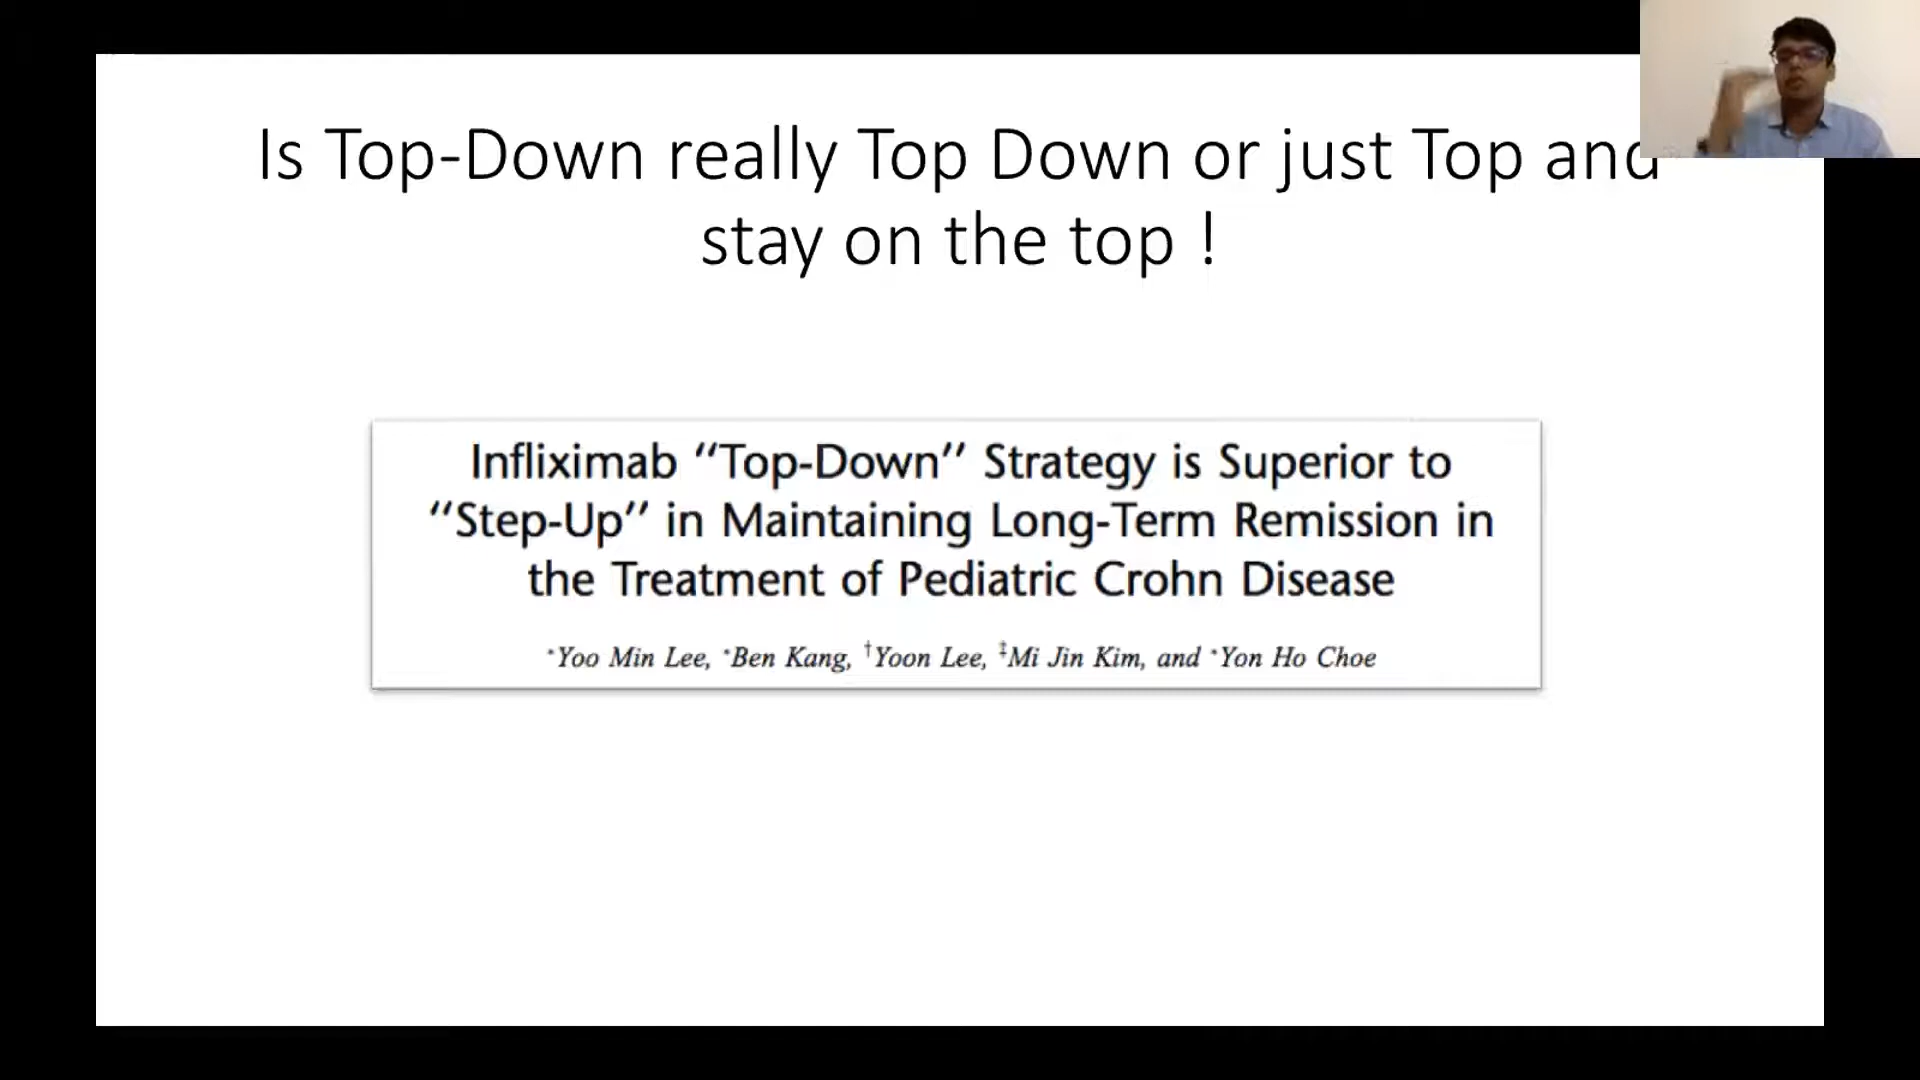 Is Top-Down really Top Down or just Top and
stay on the top !
Infliximab “Top-Down” Strategy is Superior to
“Step-Up” in Maintaining Long-Term Remission in
the Treatment of Pediatric Crohn Disease
*Yoo Min Lee, *Ben Kang, †Yoon Lee, ‡Mi Jin Kim, and *Yon Ho Choe